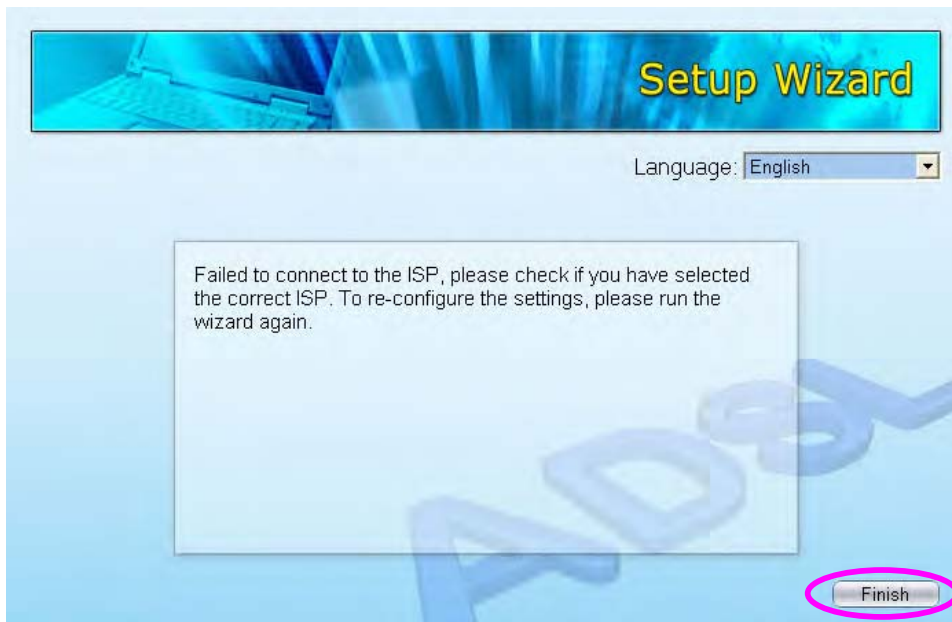 Setup Wizard
Language: English
Failed to connect to the ISP, please check if you have selected
the correct ISP. To re-configure the settings, please run the
wizard again.
ADSL
Finish